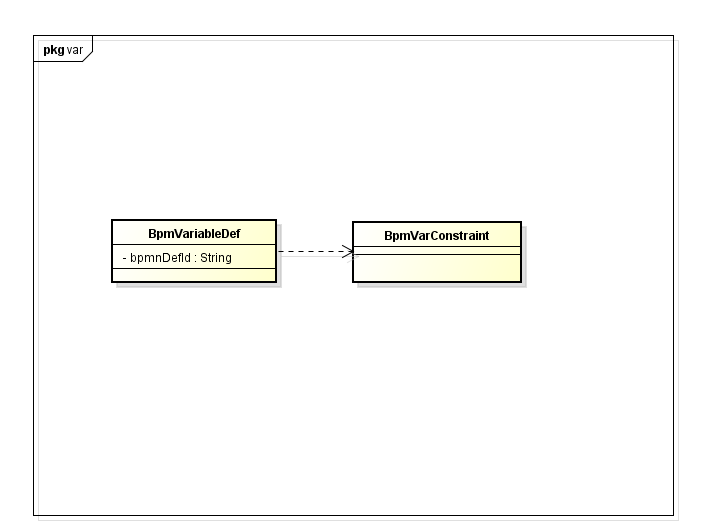 pkg var
BpmVariableDef
- bpmnDefId : String
BpmVarConstraint